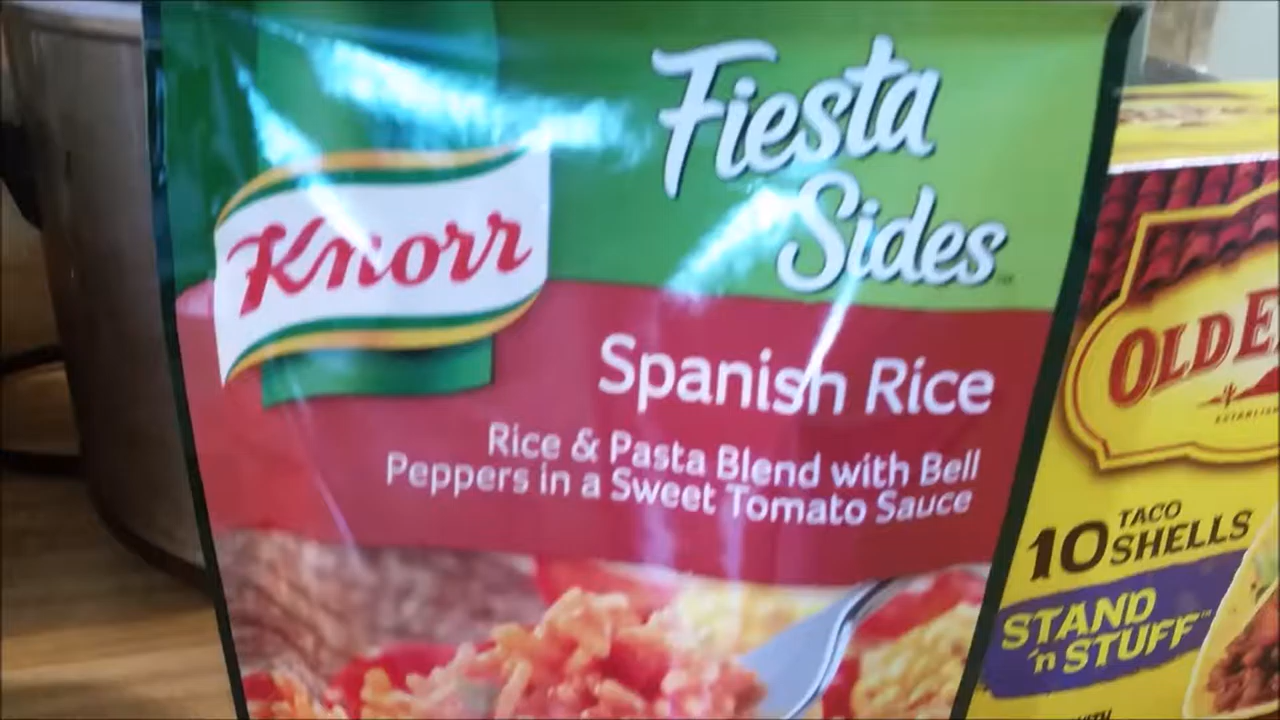 Fiesta
Sides
Knorr
Spanish Rice
Rice & Pasta Blend with Bell
Peppers in a Sweet Tomato Sauce
OLD E
10 TACO
SHELLS
STAND
'n STUFF™